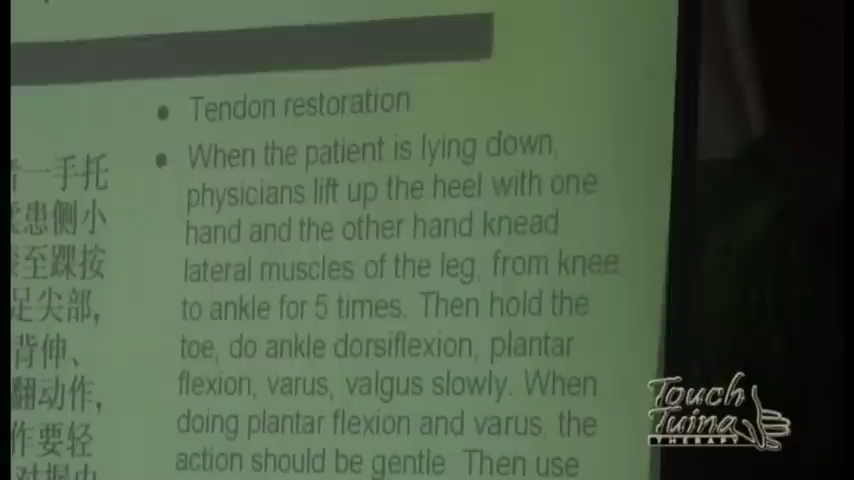 • Tendon restoration
• When the patient is lying down,
physicians lift up the heel with one
hand and the other hand knead
lateral muscles of the leg, from knee
to ankle for 5 times. Then hold the
toe, do ankle dorsiflexion, plantar
flexion, varus, valgus slowly. When
doing plantar flexion and varus, the
action should be gentle. Then use
一手托
患侧小
至踝按
足尖部,
背伸、
翻动作,
作要轻
Touch
Tuina
THERAPY